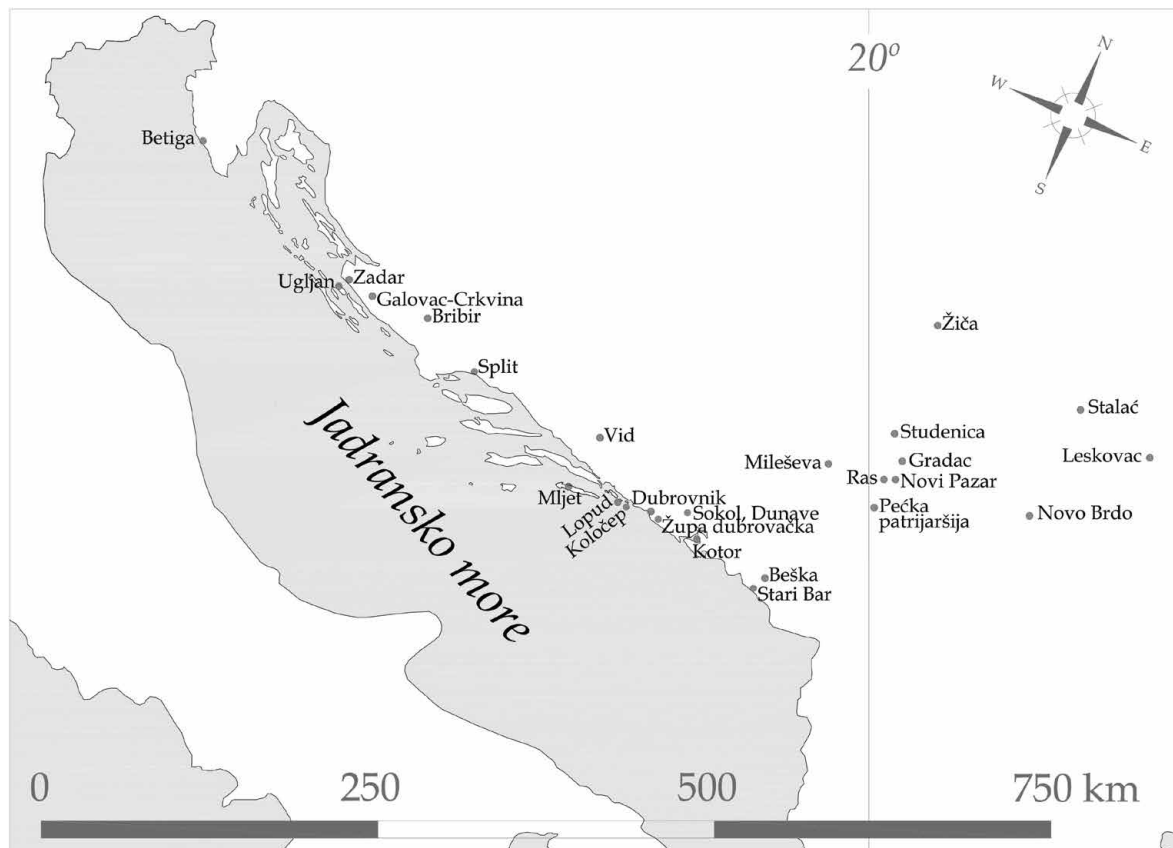 20º
N
W
E
S
Betiga
Zadar
Ugljan
Galovac-Crkvina
Bribir
Žiča
Split
Stalać
Studenica
Vid
Mileševa
Gradac
Leskovac
Ras
Novi Pazar
Mljet
Lopud
Koločep
Dubrovnik
Sokol, Dunave
Župa dubrovačka
Pećka
patrijaršija
Novo Brdo
Kotor
Beška
Stari Bar
Jadransko more
0 250 500 750 km